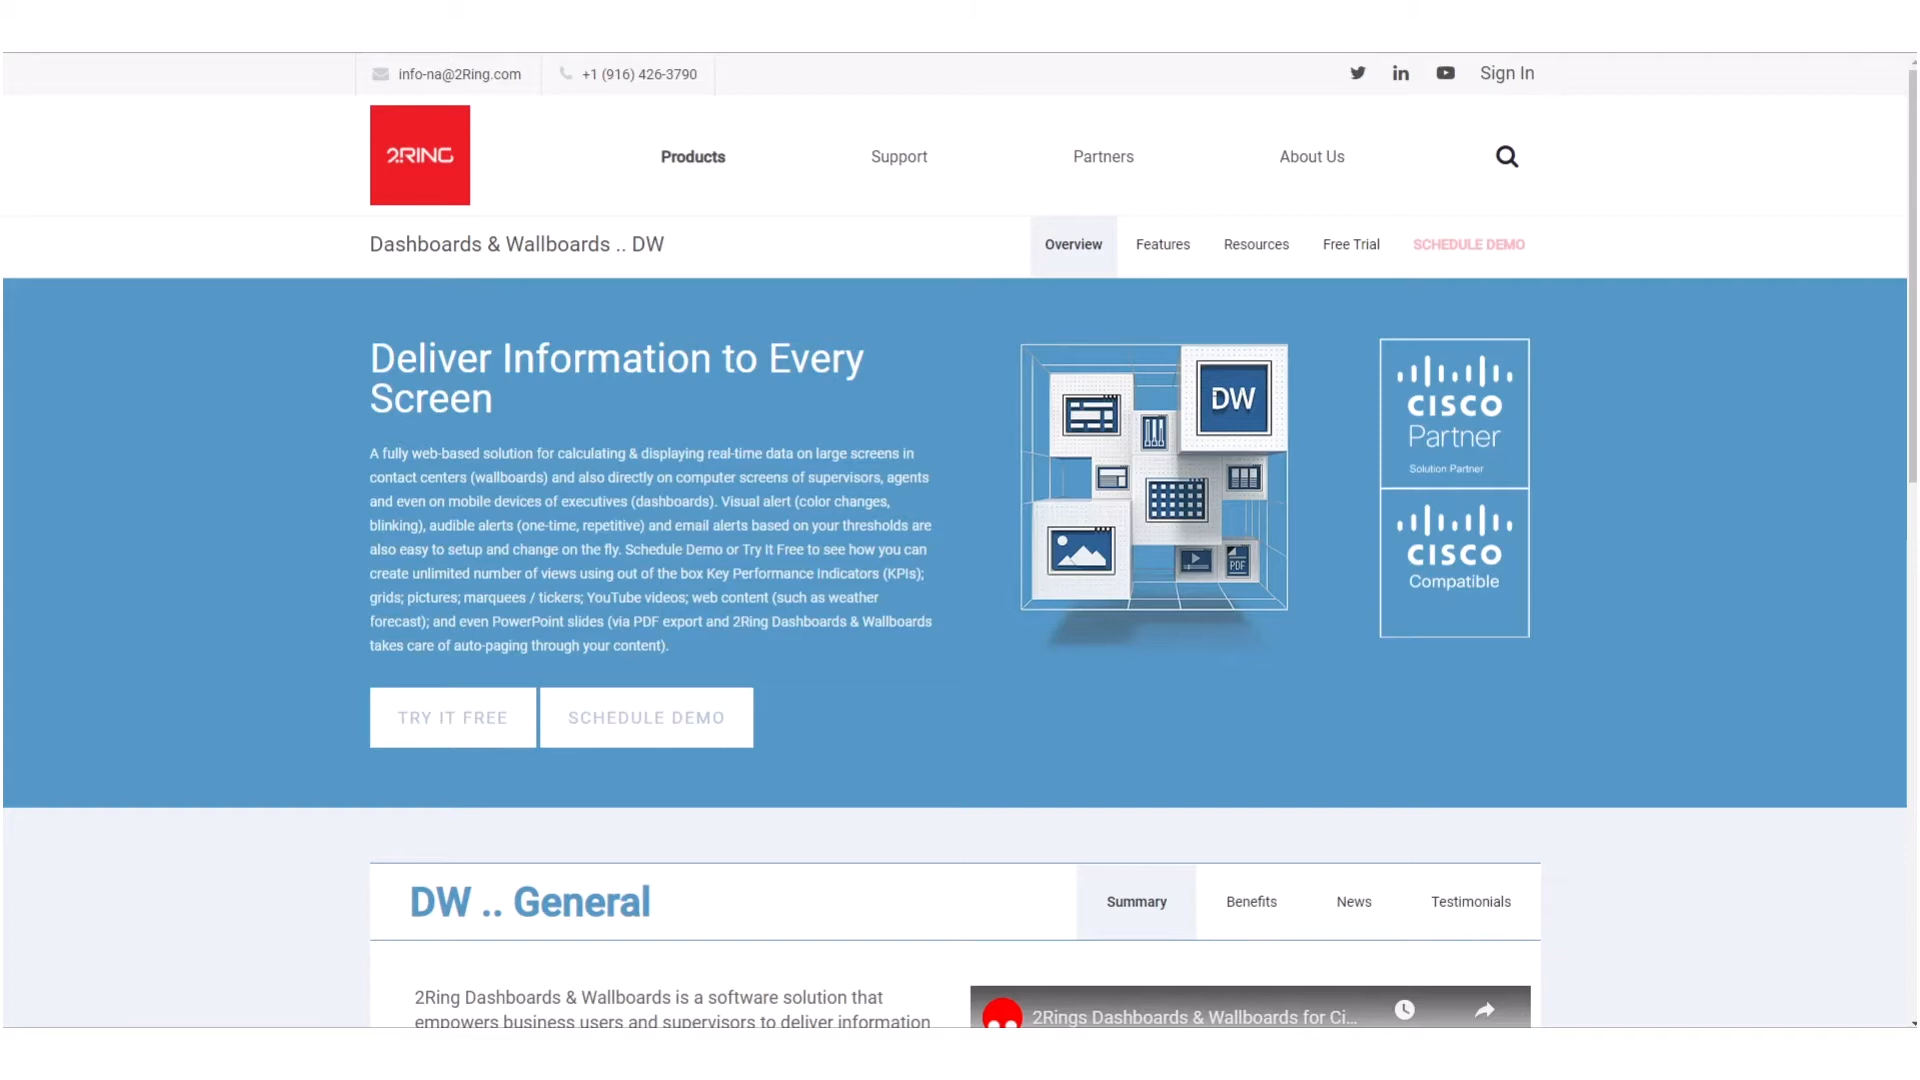 info-na@2Ring.com
+1 (916) 426-3790
Sign In
2RING
Products
Support
Partners
About Us
Dashboards & Wallboards .. DW
Overview
Features
Resources
Free Trial
SCHEDULE DEMO
Deliver Information to Every
Screen
A fully web-based solution for calculating & displaying real-time data on large screens in
contact centers (wallboards) and also directly on computer screens of supervisors, agents
and even on mobile devices of executives (dashboards). Visual alert (color changes,
blinking), audible alerts (one-time, repetitive) and email alerts based on your thresholds are
also easy to setup and change on the fly. Schedule Demo or Try It Free to see how you can
create unlimited number of views using out of the box Key Performance Indicators (KPIs);
grids; pictures; marquees / tickers; YouTube videos; web content (such as weather
forecast); and even PowerPoint slides (via PDF export and 2Ring Dashboards & Wallboards
takes care of auto-paging through your content).
TRY IT FREE
SCHEDULE DEMO
DW
PDF
CISCO
Partner
Solution Partner
CISCO
Compatible
DW .. General
Summary
Benefits
News
Testimonials
2Ring Dashboards & Wallboards is a software solution that
empowers business users and supervisors to deliver information
2Rings Dashboards & Wallboards for Ci...